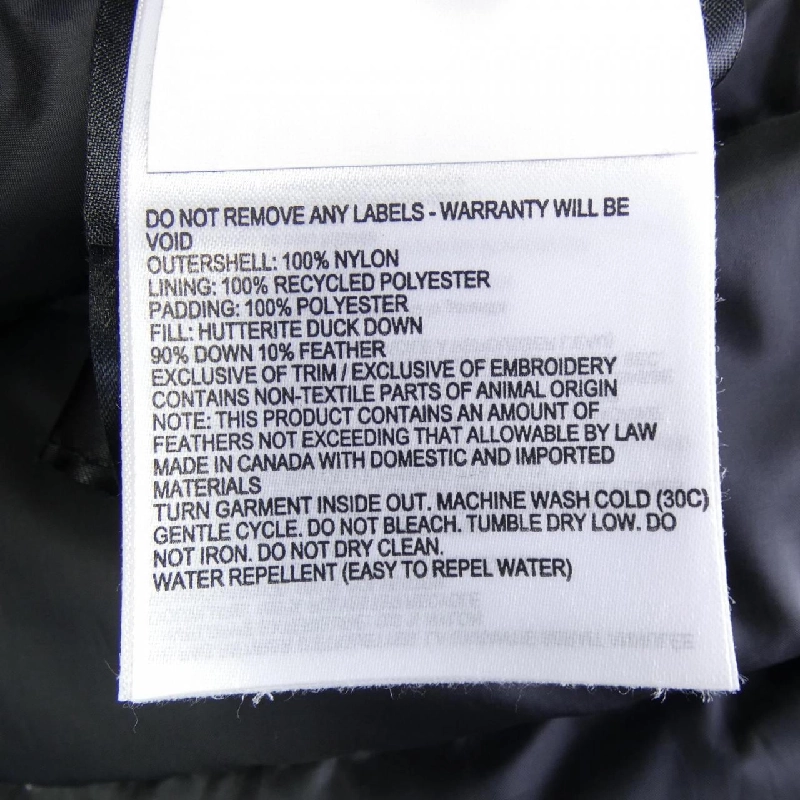 DO NOT REMOVE ANY LABELS - WARRANTY WILL BE
VOID
OUTERSHELL: 100% NYLON
LINING: 100% RECYCLED POLYESTER
PADDING: 100% POLYESTER
FILL: HUTTERITE DUCK DOWN
90% DOWN 10% FEATHER
EXCLUSIVE OF TRIM / EXCLUSIVE OF EMBROIDERY
CONTAINS NON-TEXTILE PARTS OF ANIMAL ORIGIN
NOTE: THIS PRODUCT CONTAINS AN AMOUNT OF
FEATHERS NOT EXCEEDING THAT ALLOWABLE BY LAW
MADE IN CANADA WITH DOMESTIC AND IMPORTED
MATERIALS
TURN GARMENT INSIDE OUT. MACHINE WASH COLD (30C)
GENTLE CYCLE. DO NOT BLEACH. TUMBLE DRY LOW. DO
NOT IRON. DO NOT DRY CLEAN.
WATER REPELLENT (EASY TO REPEL WATER)